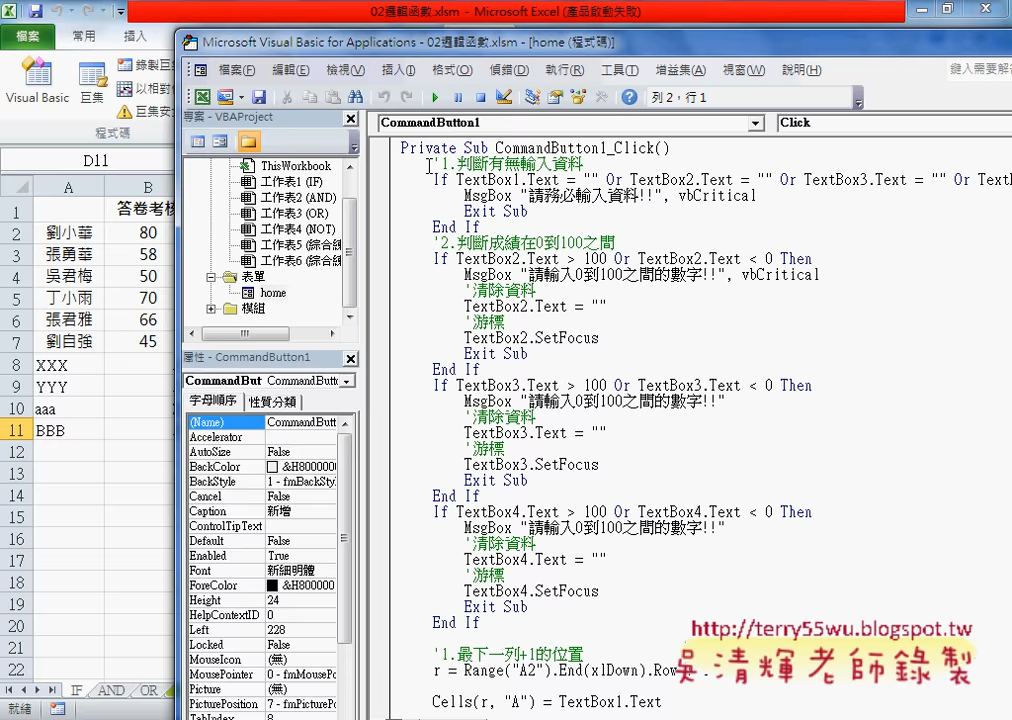 02邏輯函數.xlsm - Microsoft Excel (產品啟動失敗)
檔案 常用 插入
Visual Basic 巨集
錄製巨
以相對
巨集安
程式碼
D11
A B
1 答卷考核
2 劉小華 80
3 張勇華 58
4 吳君梅 50
5 丁小雨 70
6 張君雅 66
7 劉自強 45
8 XXX
9 YYY
10 aaa
11 BBB
12
13
14
15
16
17
18
19
20
21
22
IF AND OR
就緒
Microsoft Visual Basic for Applications - 02邏輯函數.xlsm - [home (程式碼)]
檔案(F) 編輯(E) 檢視(V) 插入(I) 格式(O) 偵錯(D) 執行(R) 工具(T) 增益集(A) 視窗(W) 說明(H) 鍵入需要解
列 2，行 1
專案 - VBAProject
ThisWorkbook
工作表1 (IF)
工作表2 (AND)
工作表3 (OR)
工作表4 (NOT)
工作表5 (綜合
工作表6 (綜合
表單
home
模組
屬性 - CommandButton1
CommandBut CommandButt
字母順序 性質分類
(Name) CommandButt
Accelerator
AutoSize False
BackColor &H8000000
BackStyle 1 - fmBackSty
Cancel False
Caption 新增
ControlTipText
Default False
Enabled True
Font 新細明體
ForeColor &H800000
Height 24
HelpContextID 0
Left 228
Locked False
MouseIcon (無)
MousePointer 0 - fmMouseP
Picture (無)
PicturePosition 7 - fmPictureP
TabIndex 8
CommandButton1 Click
Private Sub CommandButton1_Click()
'1.判斷有無輸入資料
If TextBox1.Text = "" Or TextBox2.Text = "" Or TextBox3.Text = "" Or Text
MsgBox "請務必輸入資料!!", vbCritical
Exit Sub
End If
'2.判斷成績在0到100之間
If TextBox2.Text > 100 Or TextBox2.Text < 0 Then
MsgBox "請輸入0到100之間的數字!!", vbCritical
'清除資料
TextBox2.Text = ""
'游標
TextBox2.SetFocus
Exit Sub
End If
If TextBox3.Text > 100 Or TextBox3.Text < 0 Then
MsgBox "請輸入0到100之間的數字!!"
'清除資料
TextBox3.Text = ""
'游標
TextBox3.SetFocus
Exit Sub
End If
If TextBox4.Text > 100 Or TextBox4.Text < 0 Then
MsgBox "請輸入0到100之間的數字!!"
'清除資料
TextBox4.Text = ""
'游標
TextBox4.SetFocus
Exit Sub
End If
'1.最下一列+1的位置
r = Range("A2").End(xlDown).Row
Cells(r, "A") = TextBox1.Text
http://terry55wu.blogspot.tw
吳清輝老師錄製